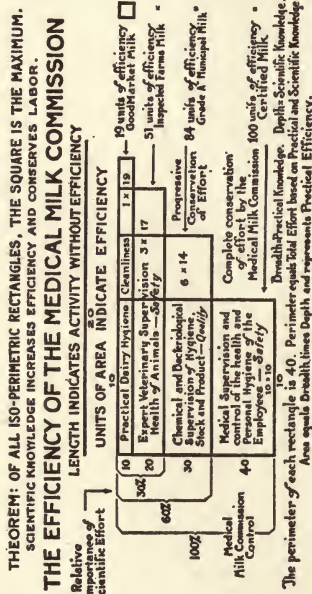 THEOREM: OF ALL ISO-PERIMETRIC RECTANGLES, THE SQUARE IS THE MAXIMUM.
SCIENTIFIC KNOWLEDGE INCREASES EFFICIENCY AND CONSERVES LABOR.
THE EFFICIENCY OF THE MEDICAL MILK COMMISSION
LENGTH INDICATES ACTIVITY WITHOUT EFFICIENCY
20
UNITS OF AREA INDICATE EFFICIENCY
10
Relative
Importance of
Scientific Effort
10 Practical Dairy Hygiene Cleanliness 1 x 19
19 units of efficiency
Good Market Milk
30%
20 Expert Veterinary Supervision 3 x 17
Health of Animals—Safety
51 units of efficiency
Inspected Farms Milk "
60%
30
Chemical and Bacteriological
Supervision of Hygiene,
Stock and Product—Quality
6 x 14
Progressive
Conservation
of Effort
84 units of efficiency
Grade A Municipal Milk "
100%
Medical
Milk Commission
Control
40
Medical Supervision and
control of the health and
Personal Hygiene of the
Employees — Safety
10 x 10
Complete conservation
of effort by the
Medical Milk Commission
100 units of efficiency
Certified Milk "
10
Breadth=Practical Knowledge. Depth=Scientific Knowledge.
The perimeter of each rectangle is 40. Perimeter equals Total Effort based on Practical and Scientific Knowledge
Area equals Breadth times Depth and represents Practical Efficiency.